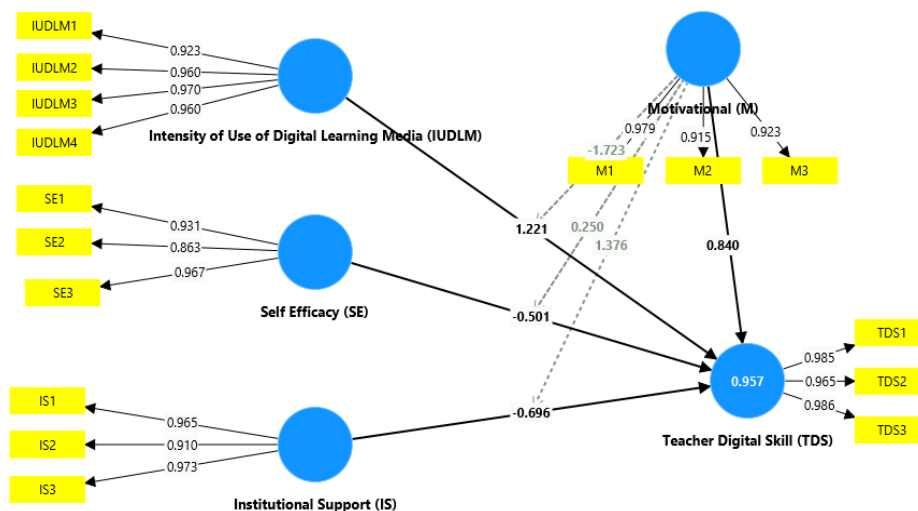 IUDLM1
0.923
IUDLM2
0.960
IUDLM3
0.970
IUDLM4
0.960
Intensity of Use of Digital Learning Media (IUDLM)
Motivational (M)
0.979
0.915
0.923
-1.723
M1
M2
M3
SE1
0.931
SE2
0.863
SE3
0.967
Self Efficacy (SE)
1.221
0.250
1.376
0.840
-0.501
-0.696
IS1
0.965
IS2
0.910
IS3
0.973
Institutional Support (IS)
0.957
0.985
TDS1
0.965
TDS2
0.986
TDS3
Teacher Digital Skill (TDS)